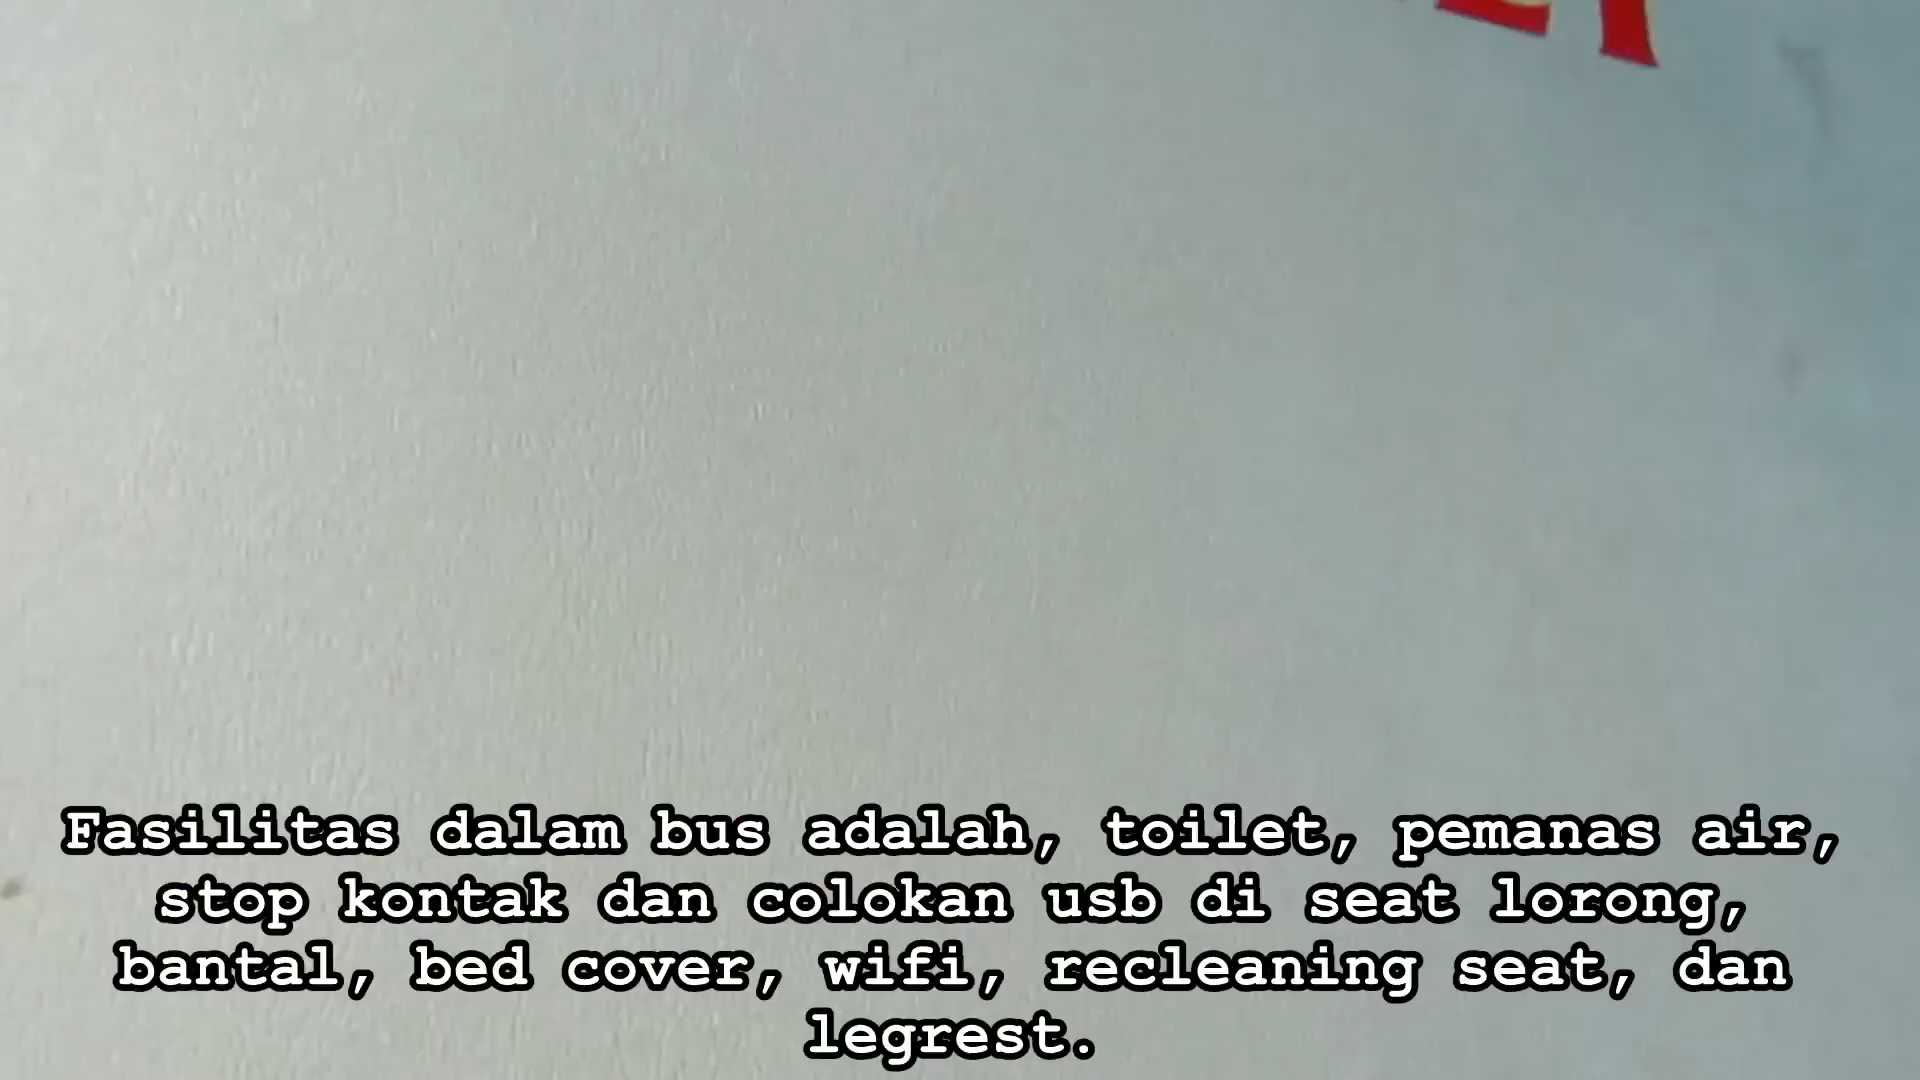 Fasilitas dalam bus adalah, toilet, pemanas air,
stop kontak dan colokan usb di seat lorong,
bantal, bed cover, wifi, recleaning seat, dan
legrest.